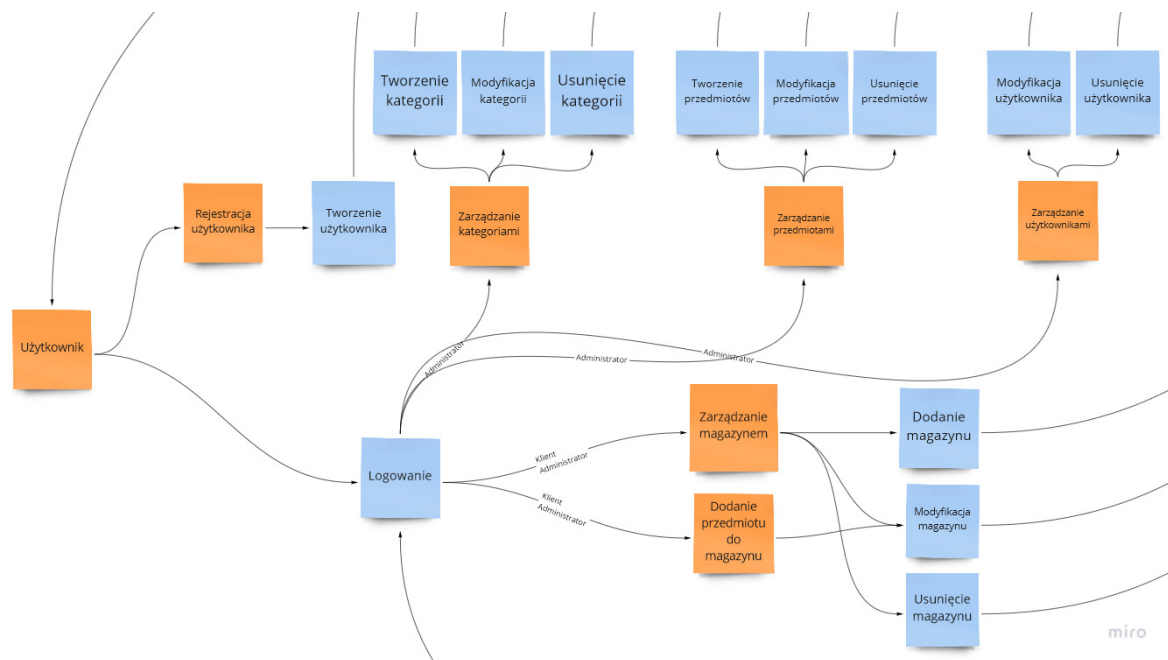 Tworzenie
kategorii
Modyfikacja
kategorii
Usunięcie
kategorii
Tworzenie
przedmiotów
Modyfikacja
przedmiotów
Usunięcie
przedmiotów
Modyfikacja
użytkownika
Usunięcie
użytkownika
Rejestracja
użytkownika
Tworzenie
użytkownika
Zarządzanie
kategoriami
Zarządzanie
przedmiotami
Zarządzanie
użytkownikami
Użytkownik
Administrator
Administrator
Administrator
Zarządzanie
magazynem
Dodanie
magazynu
Logowanie
Klient
Administrator
Klient
Administrator
Dodanie
przedmiotu
do
magazynu
Modyfikacja
magazynu
Usunięcie
magazynu
miro